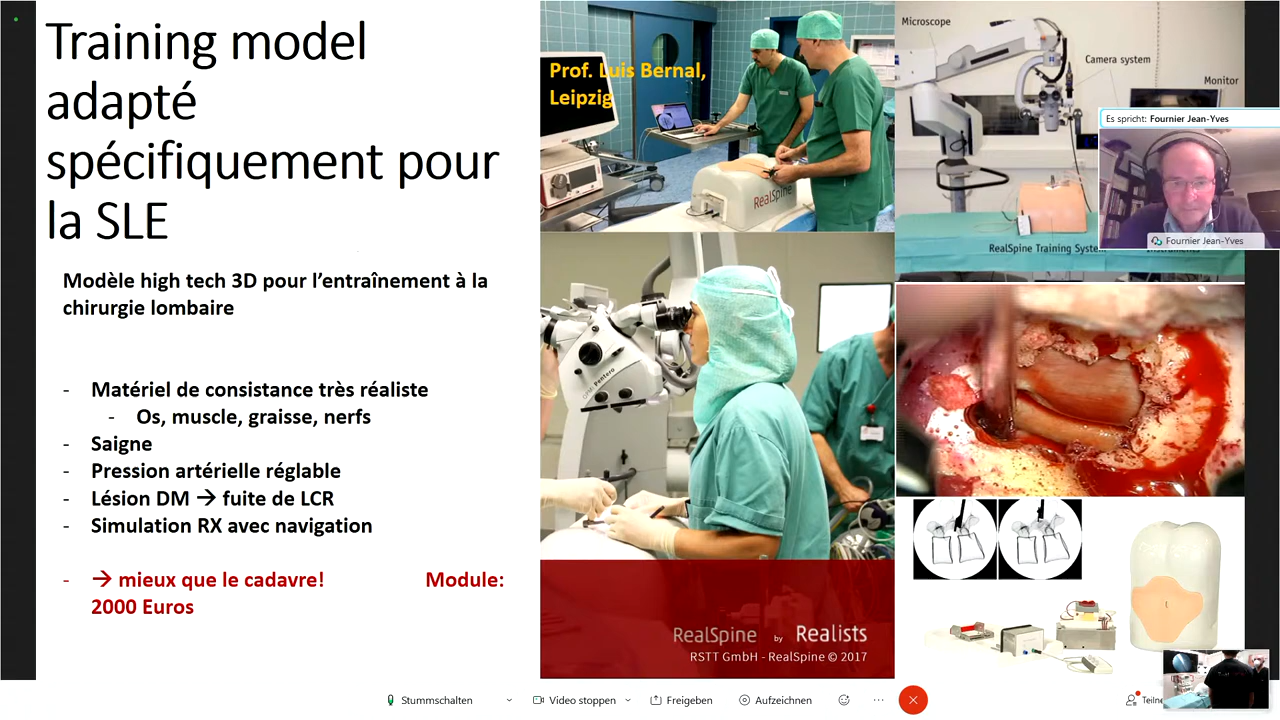 Training model
adapté
spécifiquement pour
la SLE
Modèle high tech 3D pour l'entraînement à la
chirurgie lombaire
- Matériel de consistance très réaliste
- Os, muscle, graisse, nerfs
- Saigne
- Pression artérielle réglable
- Lésion DM → fuite de LCR
- Simulation RX avec navigation
- → mieux que le cadavre! Module:
2000 Euros
Prof. Luis Bernal,
Leipzig
RealSpine
OPMI Pentero
RealSpine by Realists
RSTT GmbH - RealSpine © 2017
Microscope
Camera system
Monitor
Es spricht: Fournier Jean-Yves
Fournier Jean-Yves
RealSpine Training System
Instruments
Stummschalten
Video stoppen
Freigeben
Aufzeichnen